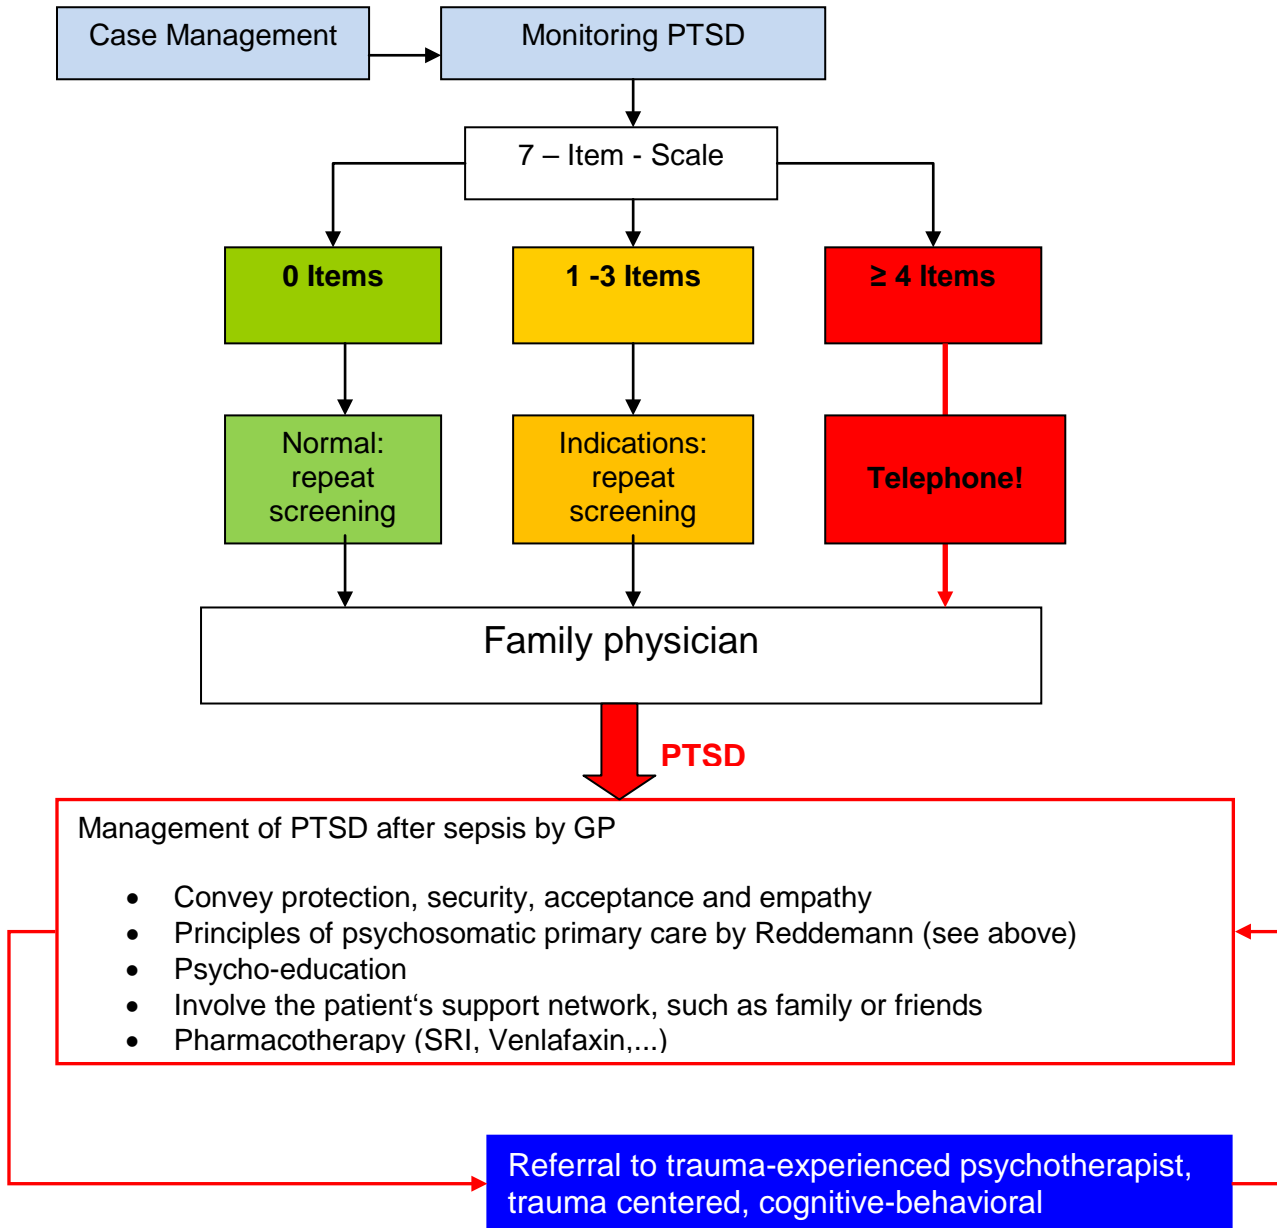 Case Management
Monitoring PTSD
7 – Item - Scale
0 Items
1 -3 Items
≥ 4 Items
Normal:
repeat
screening
Indications:
repeat
screening
Telephone!
Family physician
PTSD
Management of PTSD after sepsis by GP
• Convey protection, security, acceptance and empathy
• Principles of psychosomatic primary care by Reddemann (see above)
• Psycho-education
• Involve the patient‘s support network, such as family or friends
• Pharmacotherapy (SRI, Venlafaxin,...)
Referral to trauma-experienced psychotherapist,
trauma centered, cognitive-behavioral